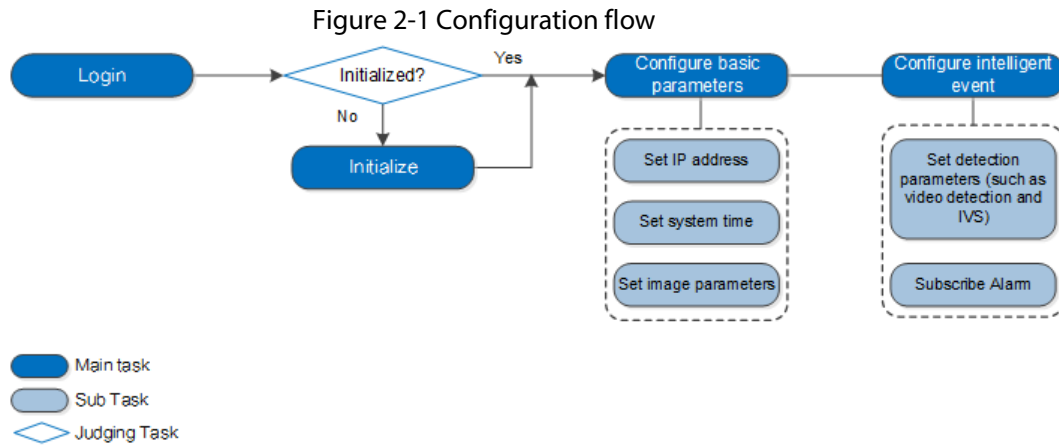 Figure 2-1 Configuration flow
Login
Initialized?
Yes
No
Initialize
Configure basic
parameters
Set IP address
Set system time
Set image parameters
Configure intelligent
event
Set detection
parameters (such as
video detection and
IVS)
Subscribe Alarm
Main task
Sub Task
Judging Task